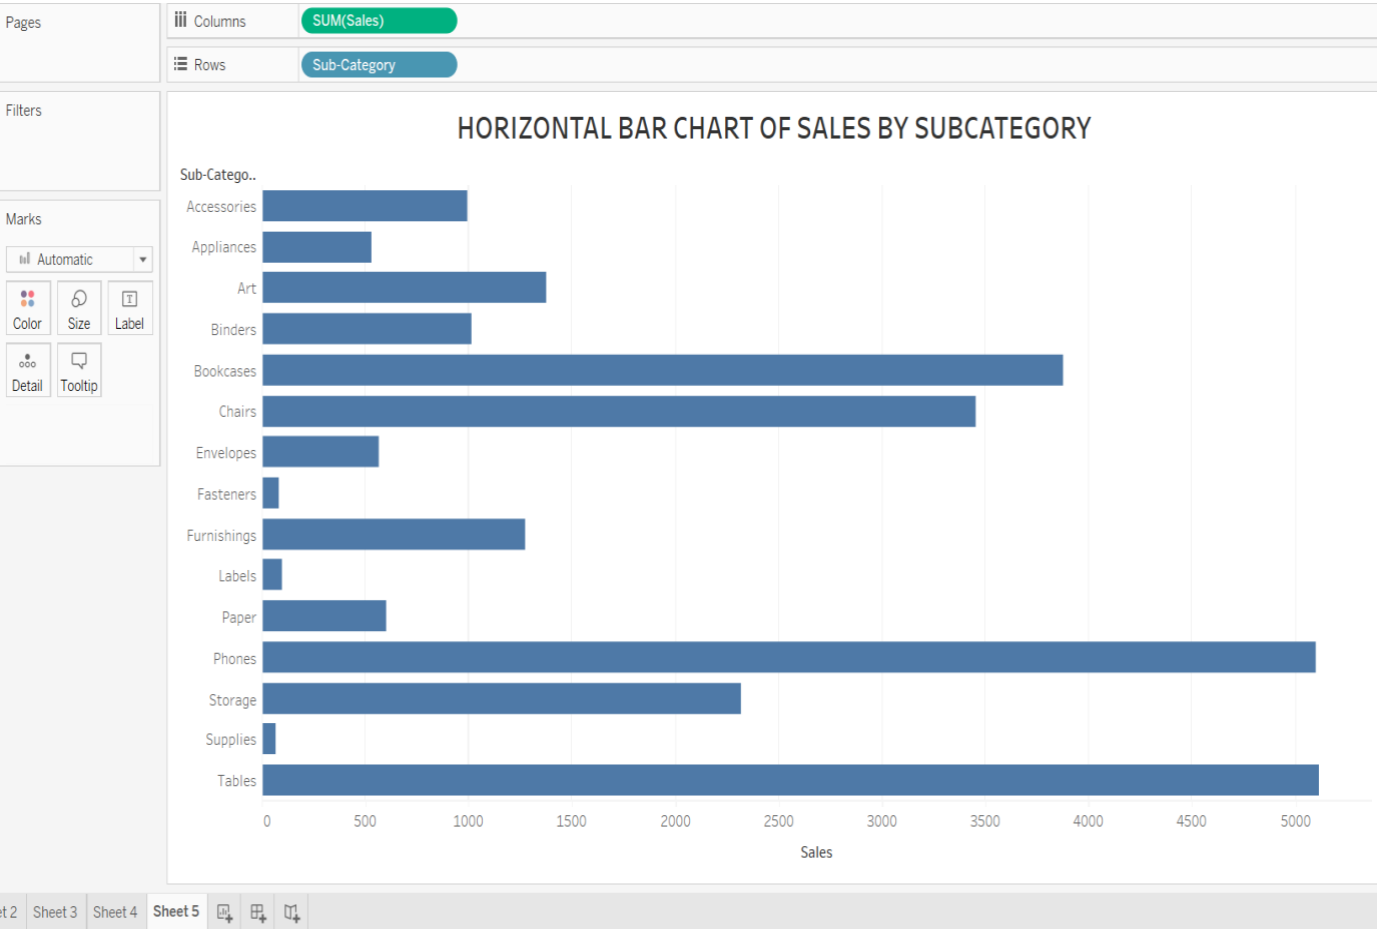 Pages
Columns
SUM(Sales)
Rows
Sub-Category
Filters
Marks
Automatic
Color
Size
Label
Detail
Tooltip
HORIZONTAL BAR CHART OF SALES BY SUBCATEGORY
Sub-Catego..
Accessories
Appliances
Art
Binders
Bookcases
Chairs
Envelopes
Fasteners
Furnishings
Labels
Paper
Phones
Storage
Supplies
Tables
0 500 1000 1500 2000 2500 3000 3500 4000 4500 5000
Sales
et 2 Sheet 3 Sheet 4 Sheet 5